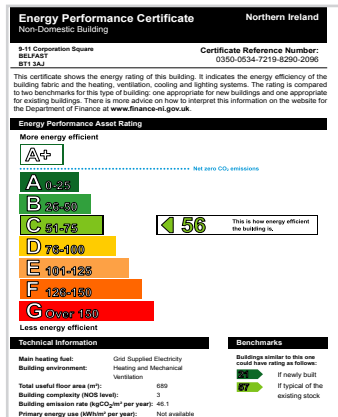 Energy Performance Certificate Northern Ireland
Non-Domestic Building
9-11 Corporation Square
BELFAST
BT1 3AJ
Certificate Reference Number:
0350-0534-7219-8290-2096
This certificate shows the energy rating of this building. It indicates the energy efficiency of the
building fabric and the heating, ventilation, cooling and lighting systems. The rating is compared
to two benchmarks for this type of building: one appropriate for new buildings and one appropriate
for existing buildings. There is more advice on how to interpret this information on the website for
the Department of Finance at www.finance-ni.gov.uk.
Energy Performance Asset Rating
More energy efficient
A+
Net zero CO₂ emissions
A 0-25
B 26-50
C 51-75
56
This is how energy efficient
the building is.
D 76-100
E 101-125
F 126-150
G Over 150
Less energy efficient
Technical Information
Main heating fuel: Grid Supplied Electricity
Building environment: Heating and Mechanical
Ventilation
Total useful floor area (m²): 689
Building complexity (NOS level): 3
Building emission rate (kgCO₂/m² per year): 46.1
Primary energy use (kWh/m² per year): Not available
Benchmarks
Buildings similar to this one
could have rating as follows:
If newly built
67 If typical of the
existing stock